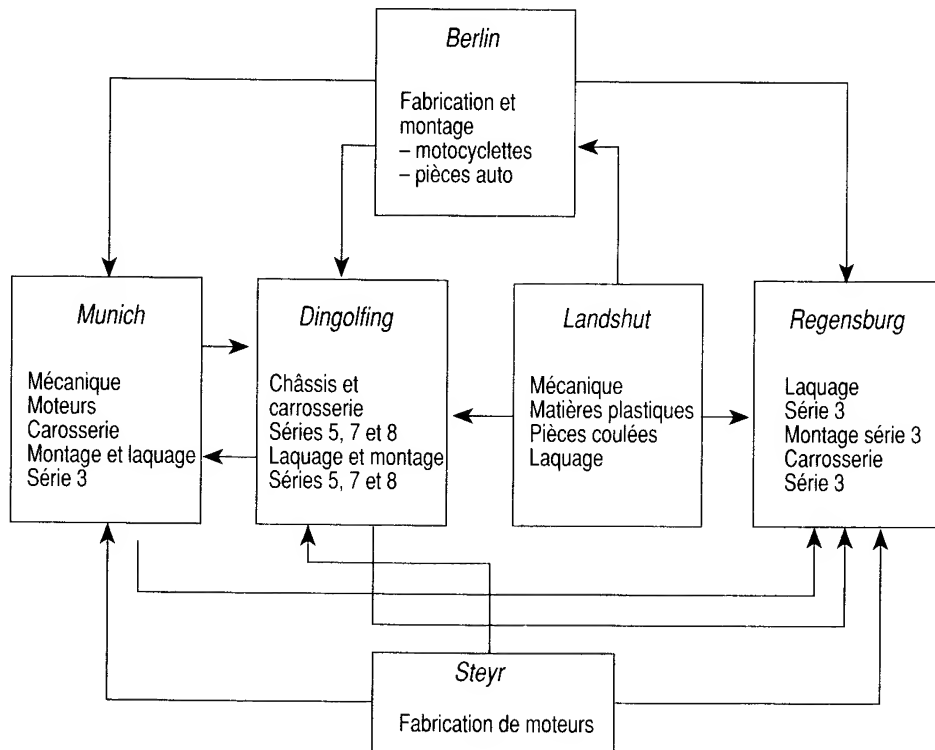 Berlin
Fabrication et
montage
– motocyclettes
– pièces auto
Munich
Mécanique
Moteurs
Carosserie
Montage et laquage
Série 3
Dingolfing
Châssis et
carrosserie
Séries 5, 7 et 8
Laquage et montage
Séries 5, 7 et 8
Landshut
Mécanique
Matières plastiques
Pièces coulées
Laquage
Regensburg
Laquage
Série 3
Montage série 3
Carrosserie
Série 3
Steyr
Fabrication de moteurs